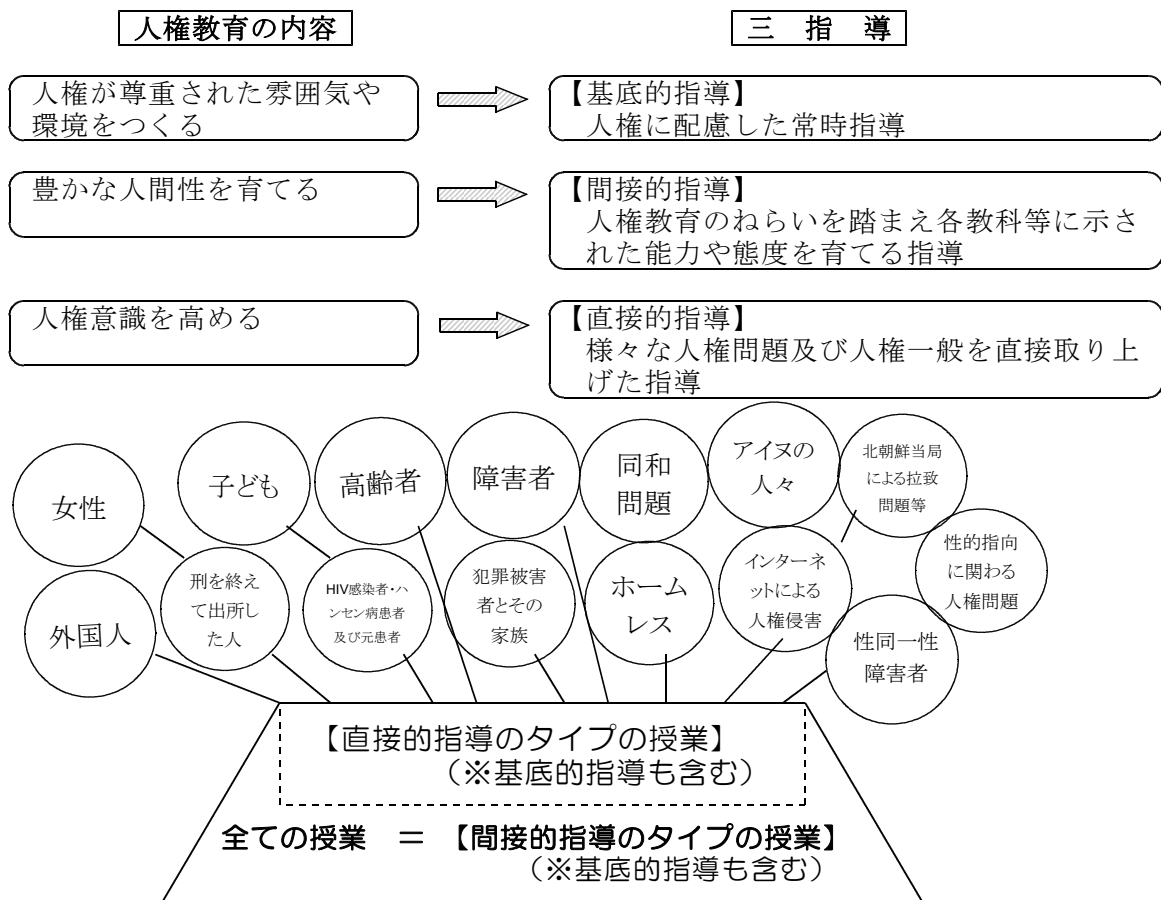 人権教育の内容
三 指 導
人権が尊重された雰囲気や
環境をつくる
【基底的指導】
人権に配慮した常時指導
豊かな人間性を育てる
【間接的指導】
人権教育のねらいを踏まえ各教科等に示さ
れた能力や態度を育てる指導
人権意識を高める
【直接的指導】
様々な人権問題及び人権一般を直接取り上
げた指導
女性
子ども
高齢者
障害者
同和
問題
アイヌの
人々
北朝鮮当局
による拉致
問題等
性的指向
に関わる
人権問題
外国人
刑を終え
て出所し
た人
HIV感染者・ハ
ンセン病患者
及び元患者
犯罪被害
者とその
家族
ホーム
レス
インターネ
ットによる
人権侵害
性同一性
障害者
【直接的指導のタイプの授業】
（※基底的指導も含む）
全ての授業 ＝ 【間接的指導のタイプの授業】
（※基底的指導も含む）